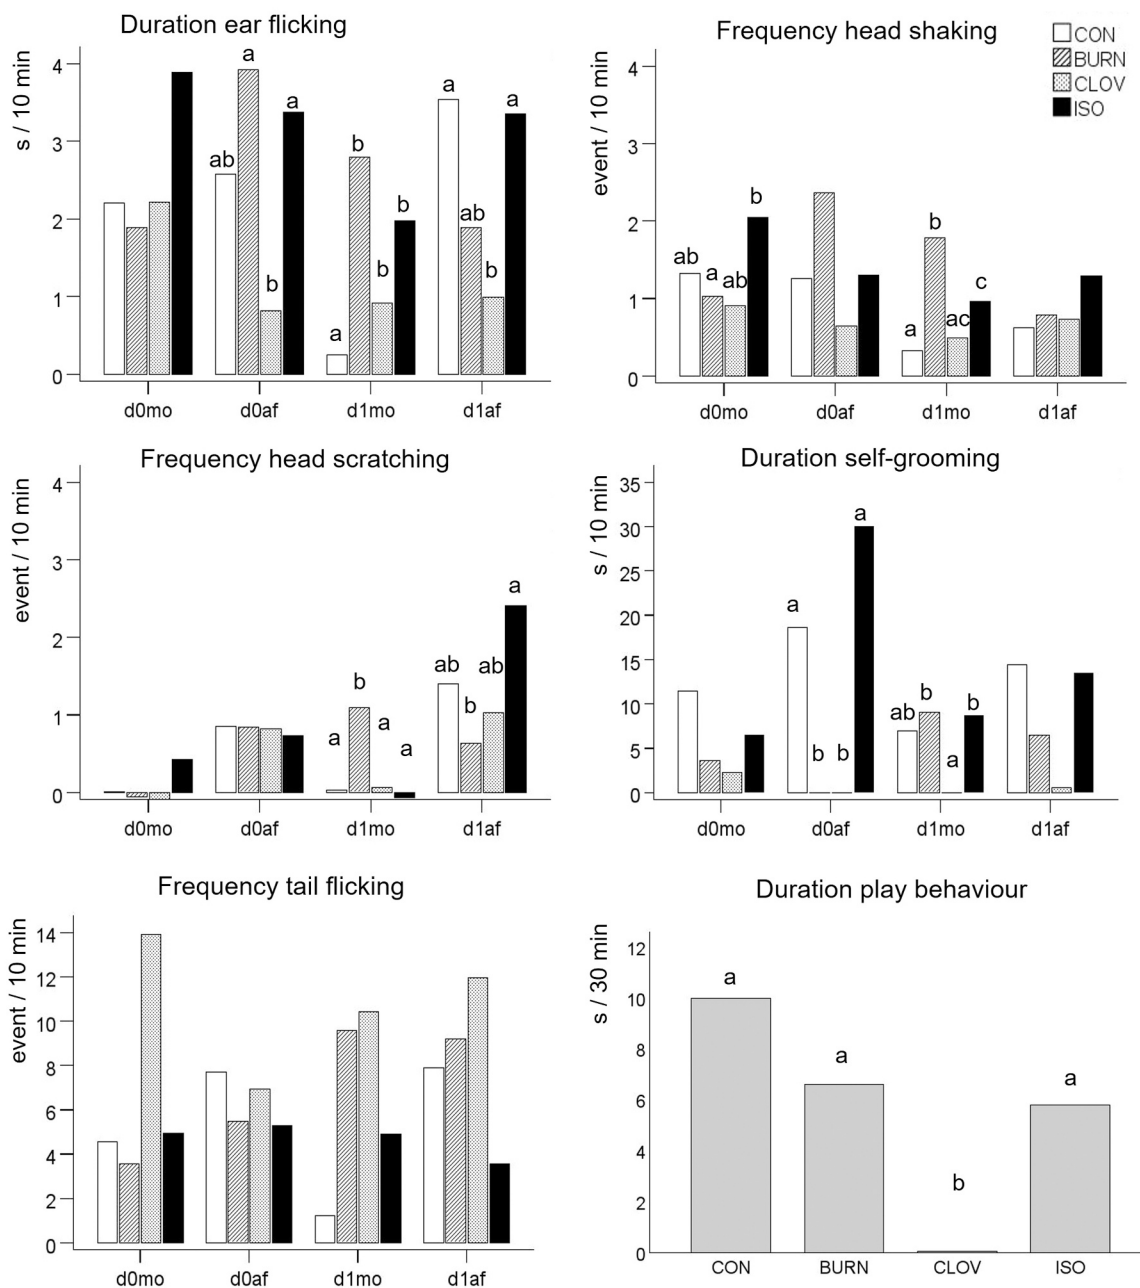 Duration ear flicking
s / 10 min
4
3
2
1
0
a
a
a
a
ab
b
b
ab
b
b
a
b
d0mo d0af d1mo d1af
Frequency head shaking
CON
BURN
CLOV
ISO
event / 10 min
4
3
2
1
0
b
b
ab a ab
c
a
ac
d0mo d0af d1mo d1af
Frequency head scratching
event / 10 min
4
3
2
1
0
a
b
ab
ab
b
a
a
a
d0mo d0af d1mo d1af
Duration self-grooming
s / 10 min
35
30
25
20
15
10
5
0
a
a
b
b
ab
b
a
b
d0mo d0af d1mo d1af
Frequency tail flicking
event / 10 min
14
12
10
8
6
4
2
0
d0mo d0af d1mo d1af
Duration play behaviour
s / 30 min
12
10
8
6
4
2
0
a
a
b
a
CON BURN CLOV ISO